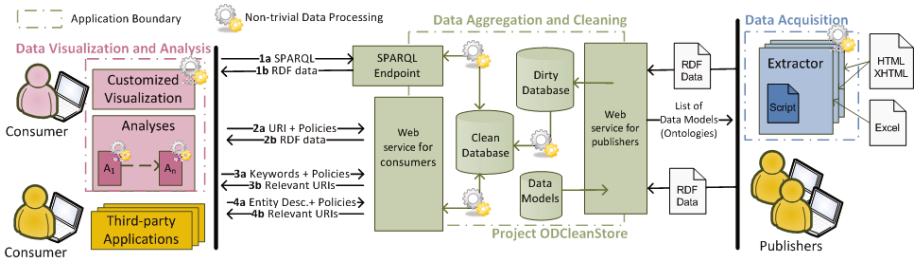 Application Boundary
Non-trivial Data Processing
Data Aggregation and Cleaning
Data Acquisition
Data Visualization and Analysis
Customized
Visualization
Analyses
A1
An
Consumer
Consumer
Third-party
Applications
1a SPARQL
1b RDF data
2a URI + Policies
2b RDF data
3a Keywords + Policies
3b Relevant URIs
4a Entity Desc.+ Policies
4b Relevant URIs
SPARQL
Endpoint
Web
service for
consumers
Clean
Database
Dirty
Database
Data
Models
Web
service for
publishers
Project ODCleanStore
RDF
Data
List of
Data Models
(Ontologies)
RDF
Data
Extractor
Script
HTML
XHTML
Excel
Publishers